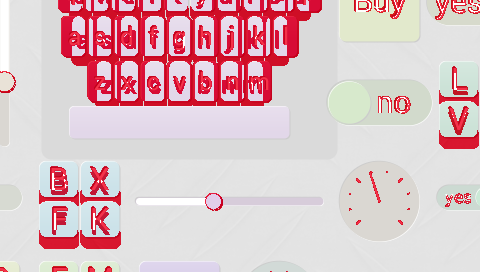 Buy yes
a s d f g h j k l
z x c v b n m
no
L
V
B X
F K
yes